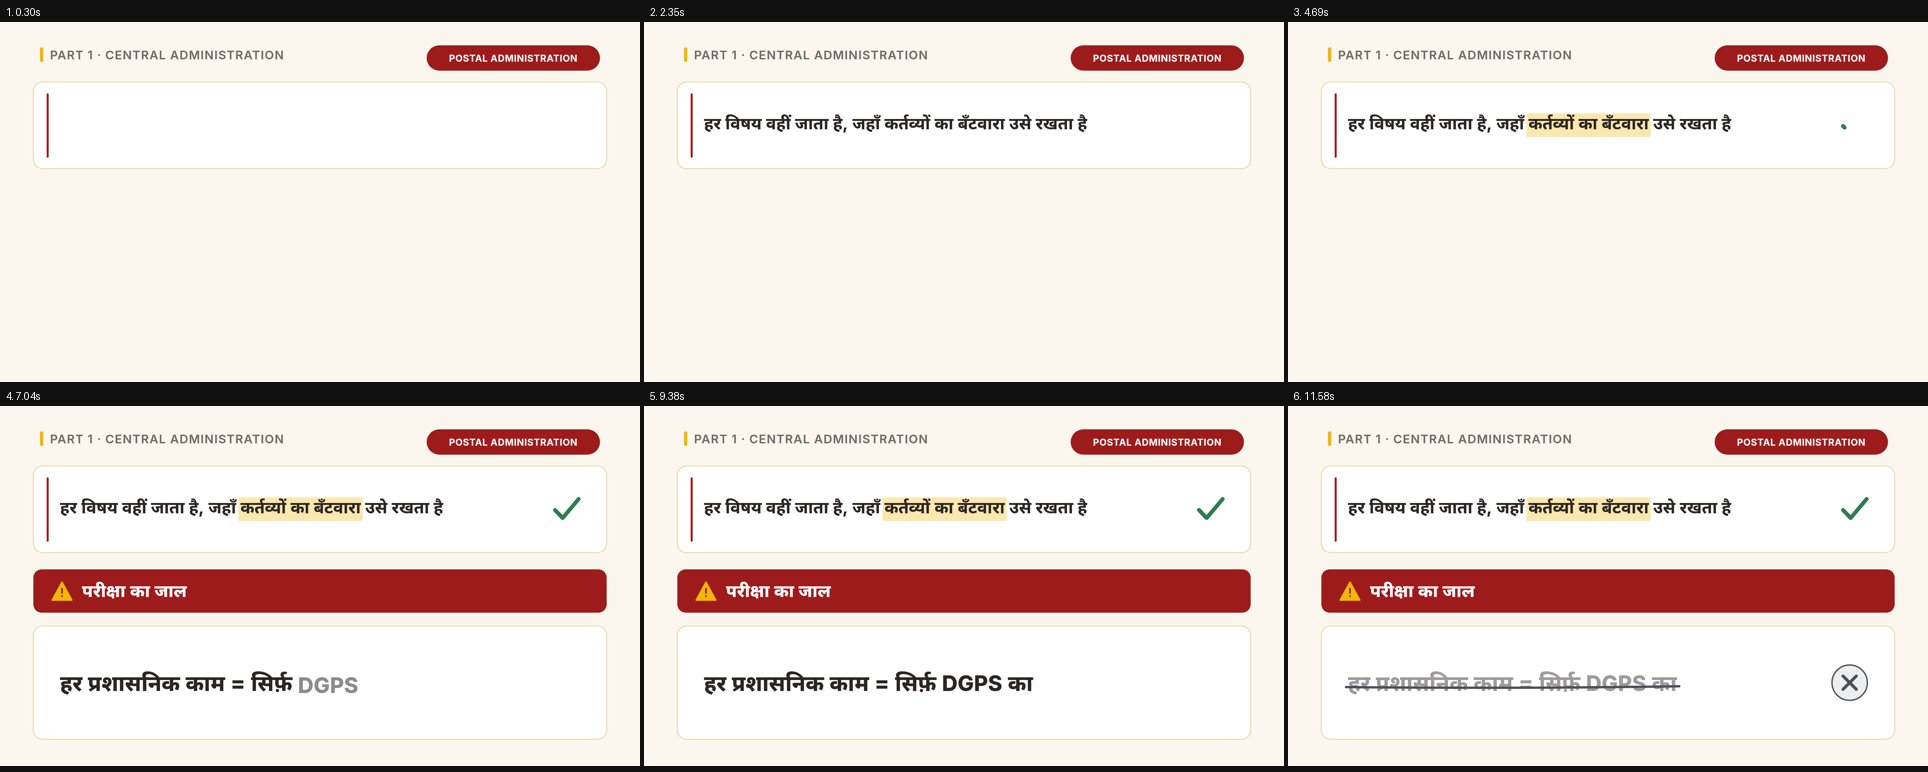 1. 0.30s
PART 1 · CENTRAL ADMINISTRATION
POSTAL ADMINISTRATION
2. 2.35s
PART 1 · CENTRAL ADMINISTRATION
POSTAL ADMINISTRATION
हर विषय वहीं जाता है, जहाँ कर्तव्यों का बँटवारा उसे रखता है
3. 4.69s
PART 1 · CENTRAL ADMINISTRATION
POSTAL ADMINISTRATION
हर विषय वहीं जाता है, जहाँ कर्तव्यों का बँटवारा उसे रखता है
4. 7.04s
PART 1 · CENTRAL ADMINISTRATION
POSTAL ADMINISTRATION
हर विषय वहीं जाता है, जहाँ कर्तव्यों का बँटवारा उसे रखता है
परीक्षा का जाल
हर प्रशासनिक काम = सिर्फ़ DGPS
5. 9.38s
PART 1 · CENTRAL ADMINISTRATION
POSTAL ADMINISTRATION
हर विषय वहीं जाता है, जहाँ कर्तव्यों का बँटवारा उसे रखता है
परीक्षा का जाल
हर प्रशासनिक काम = सिर्फ़ DGPS का
6. 11.58s
PART 1 · CENTRAL ADMINISTRATION
POSTAL ADMINISTRATION
हर विषय वहीं जाता है, जहाँ कर्तव्यों का बँटवारा उसे रखता है
परीक्षा का जाल
हर प्रशासनिक काम = सिर्फ़ DGPS का